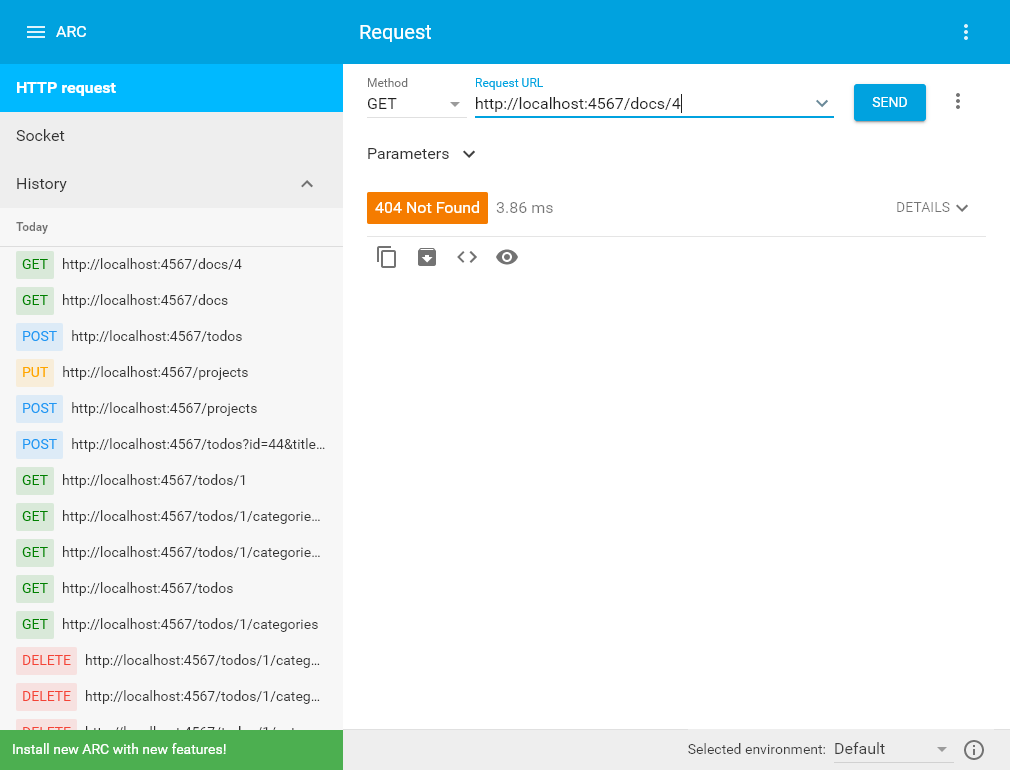 ARC
Request
HTTP request
Socket
History
Today
GET http://localhost:4567/docs/4
GET http://localhost:4567/docs
POST http://localhost:4567/todos
PUT http://localhost:4567/projects
POST http://localhost:4567/projects
POST http://localhost:4567/todos?id=44&title...
GET http://localhost:4567/todos/1
GET http://localhost:4567/todos/1/categorie...
GET http://localhost:4567/todos/1/categorie...
GET http://localhost:4567/todos
GET http://localhost:4567/todos/1/categories
DELETE http://localhost:4567/todos/1/categ...
DELETE http://localhost:4567/todos/1/categ...
Install new ARC with new features!
Method
GET
Request URL
http://localhost:4567/docs/4
SEND
Parameters
404 Not Found 3.86 ms
DETAILS
Selected environment: Default